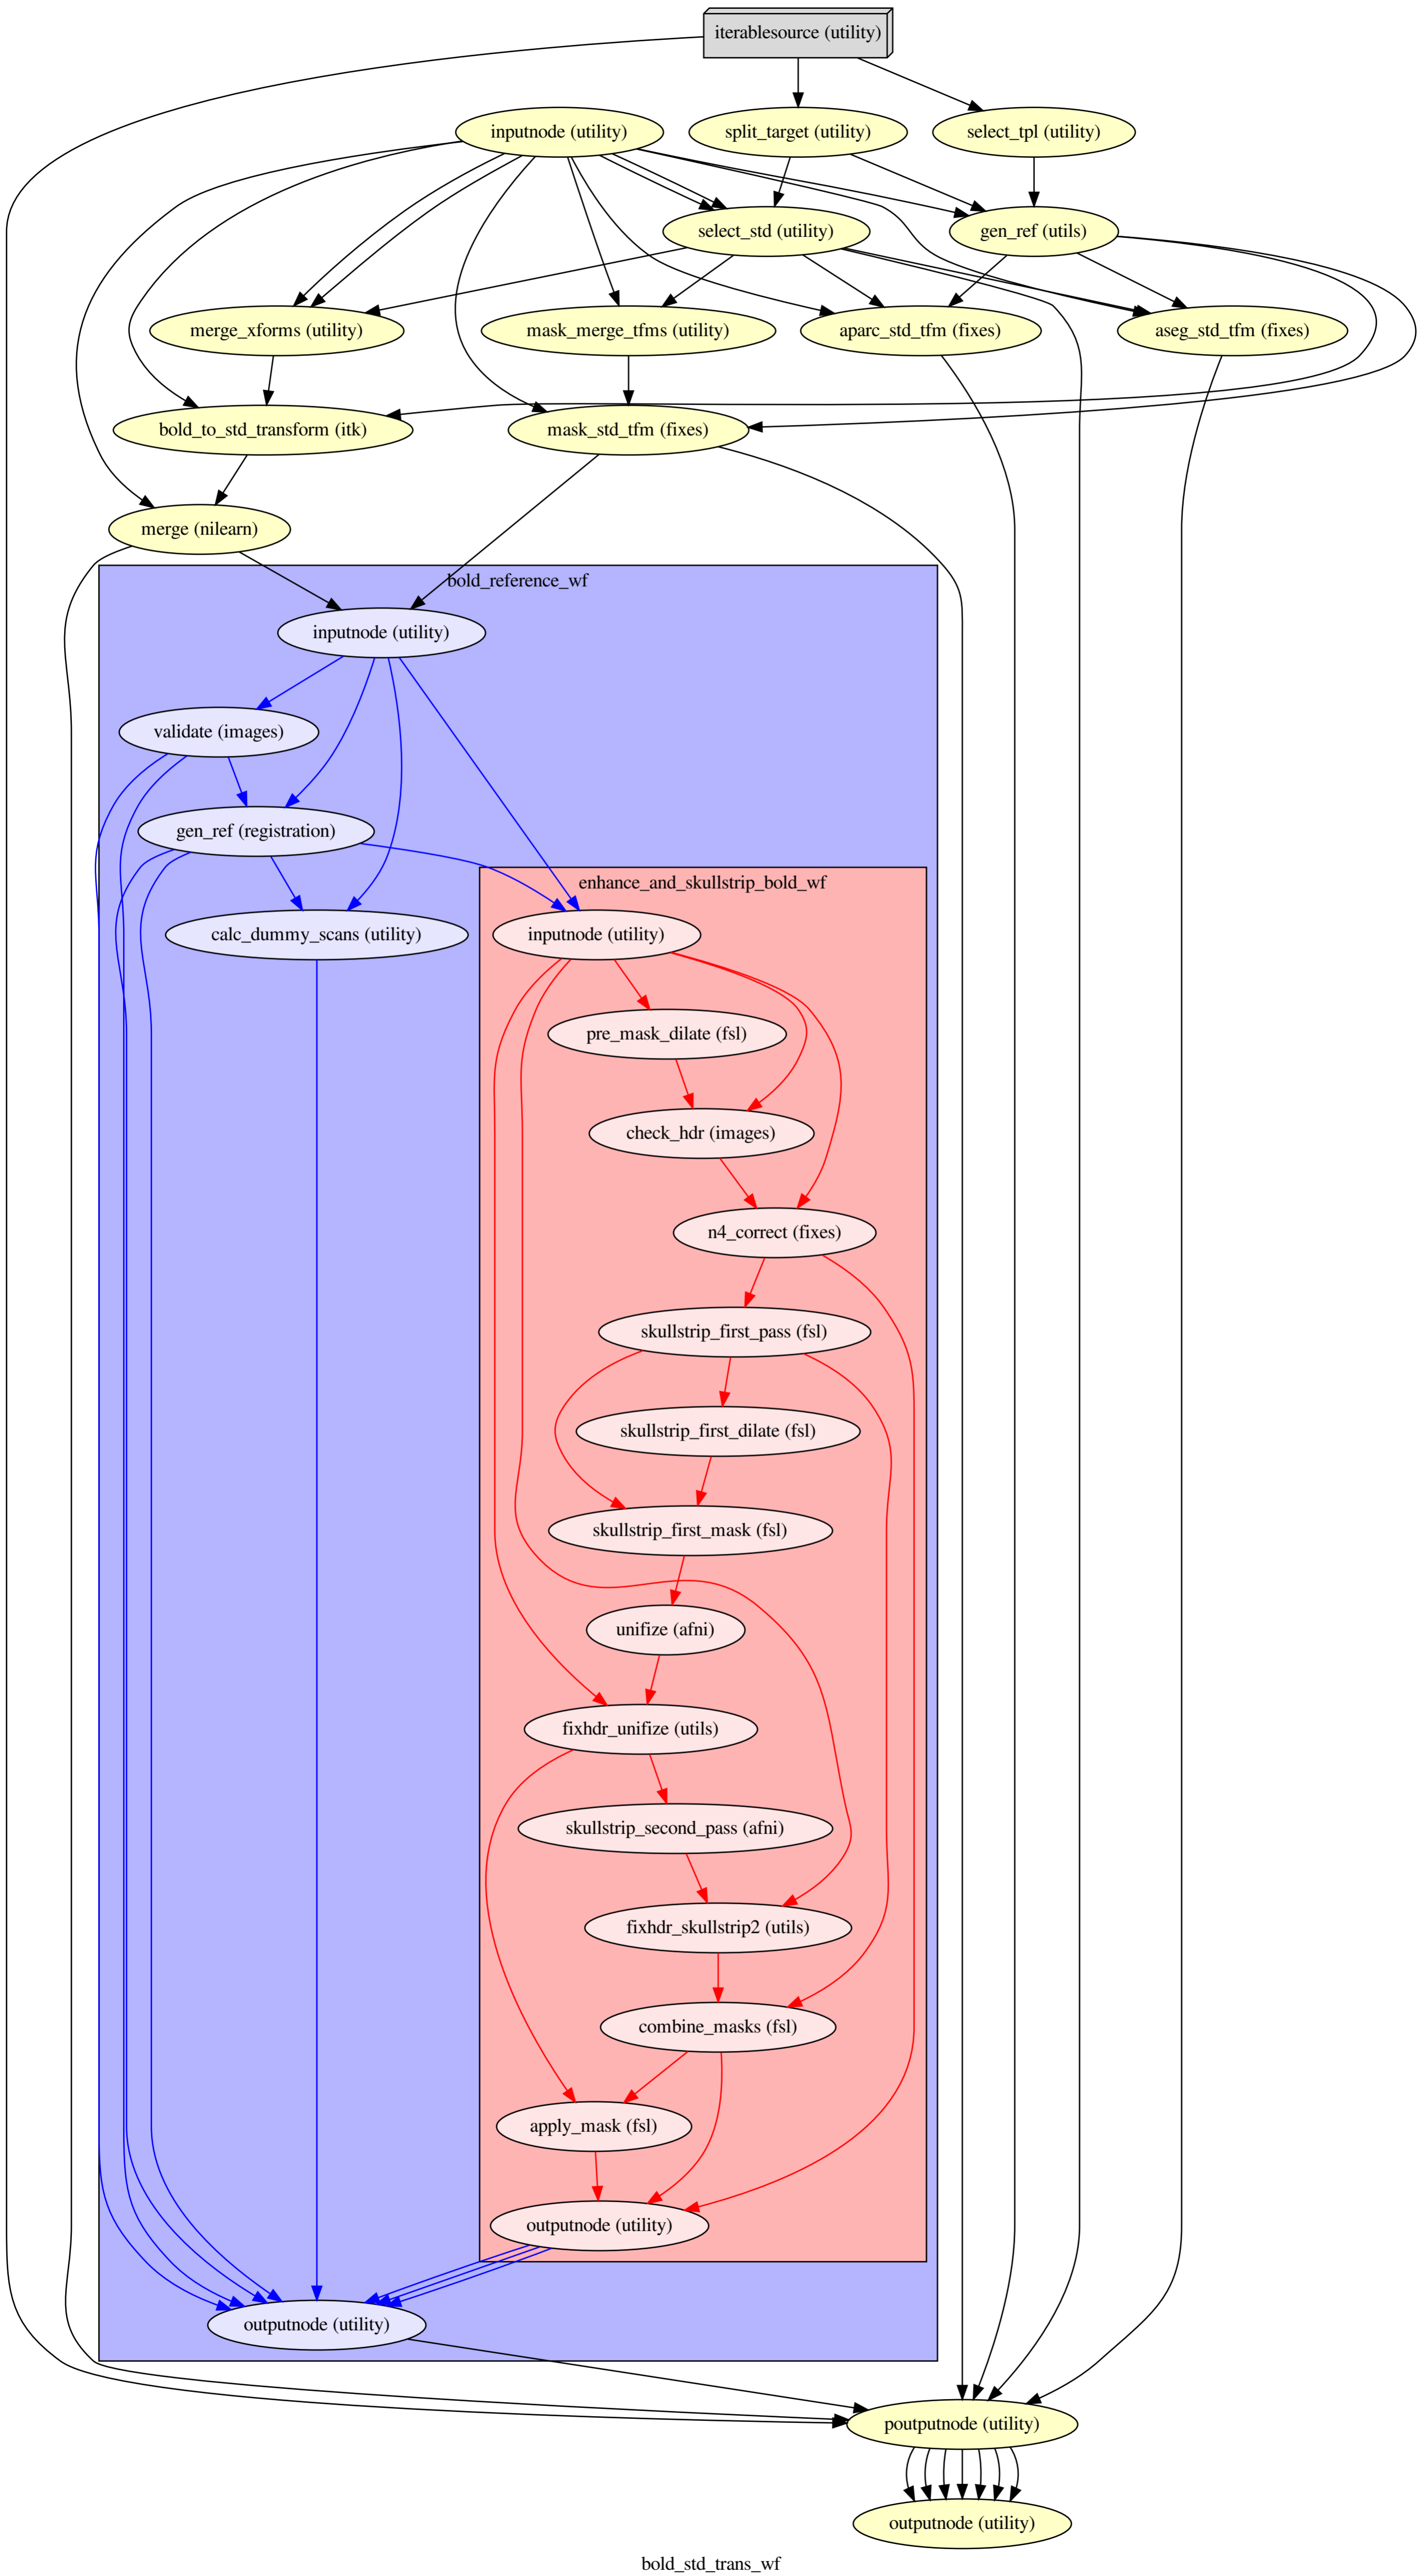 iterablesource (utility)
inputnode (utility)
split_target (utility)
select_tpl (utility)
select_std (utility)
gen_ref (utils)
merge_xforms (utility)
mask_merge_tfms (utility)
aparc_std_tfm (fixes)
aseg_std_tfm (fixes)
bold_to_std_transform (itk)
mask_std_tfm (fixes)
merge (nilearn)
bold_reference_wf
inputnode (utility)
validate (images)
gen_ref (registration)
enhance_and_skullstrip_bold_wf
calc_dummy_scans (utility)
inputnode (utility)
pre_mask_dilate (fsl)
check_hdr (images)
n4_correct (fixes)
skullstrip_first_pass (fsl)
skullstrip_first_dilate (fsl)
skullstrip_first_mask (fsl)
unifize (afni)
fixhdr_unifize (utils)
skullstrip_second_pass (afni)
fixhdr_skullstrip2 (utils)
combine_masks (fsl)
apply_mask (fsl)
outputnode (utility)
outputnode (utility)
poutputnode (utility)
outputnode (utility)
bold_std_trans_wf